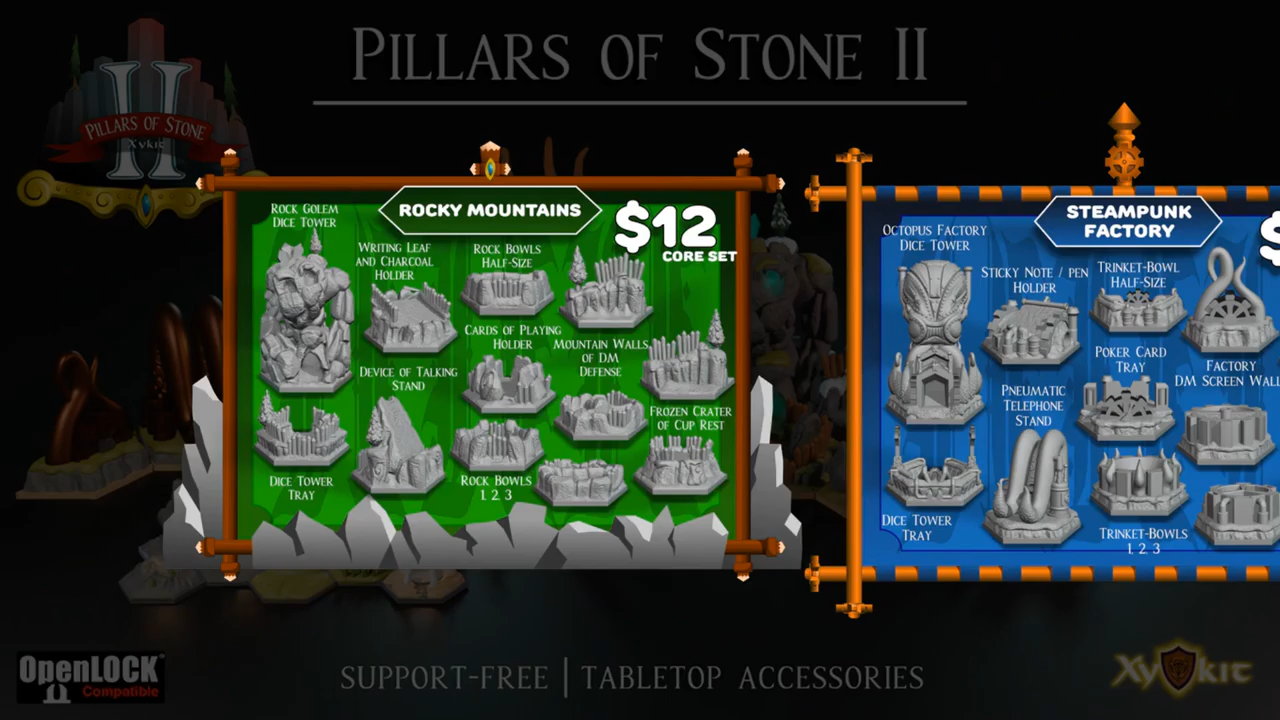 PILLARS OF STONE II
II
PILLARS OF STONE
Xykit
ROCKY MOUNTAINS
$12
CORE SET
ROCK GOLEM
DICE TOWER
WRITING LEAF
AND CHARCOAL
HOLDER
ROCK BOWLS
HALF-SIZE
CARDS OF PLAYING
HOLDER
MOUNTAIN WALLS
OF DM
DEFENSE
DEVICE OF TALKING
STAND
FROZEN CRATER
OF CUP REST
DICE TOWER
TRAY
ROCK BOWLS
1, 2, 3
STEAMPUNK
FACTORY
$
OCTOPUS FACTORY
DICE TOWER
STICKY NOTE / PEN
HOLDER
TRINKET-BOWL
HALF-SIZE
POKER CARD
TRAY
FACTORY
DM SCREEN WALL
PNEUMATIC
TELEPHONE
STAND
DICE TOWER
TRAY
TRINKET-BOWLS
1, 2, 3
OpenLOCK
Compatible
SUPPORT-FREE | TABLETOP ACCESSORIES
Xykit